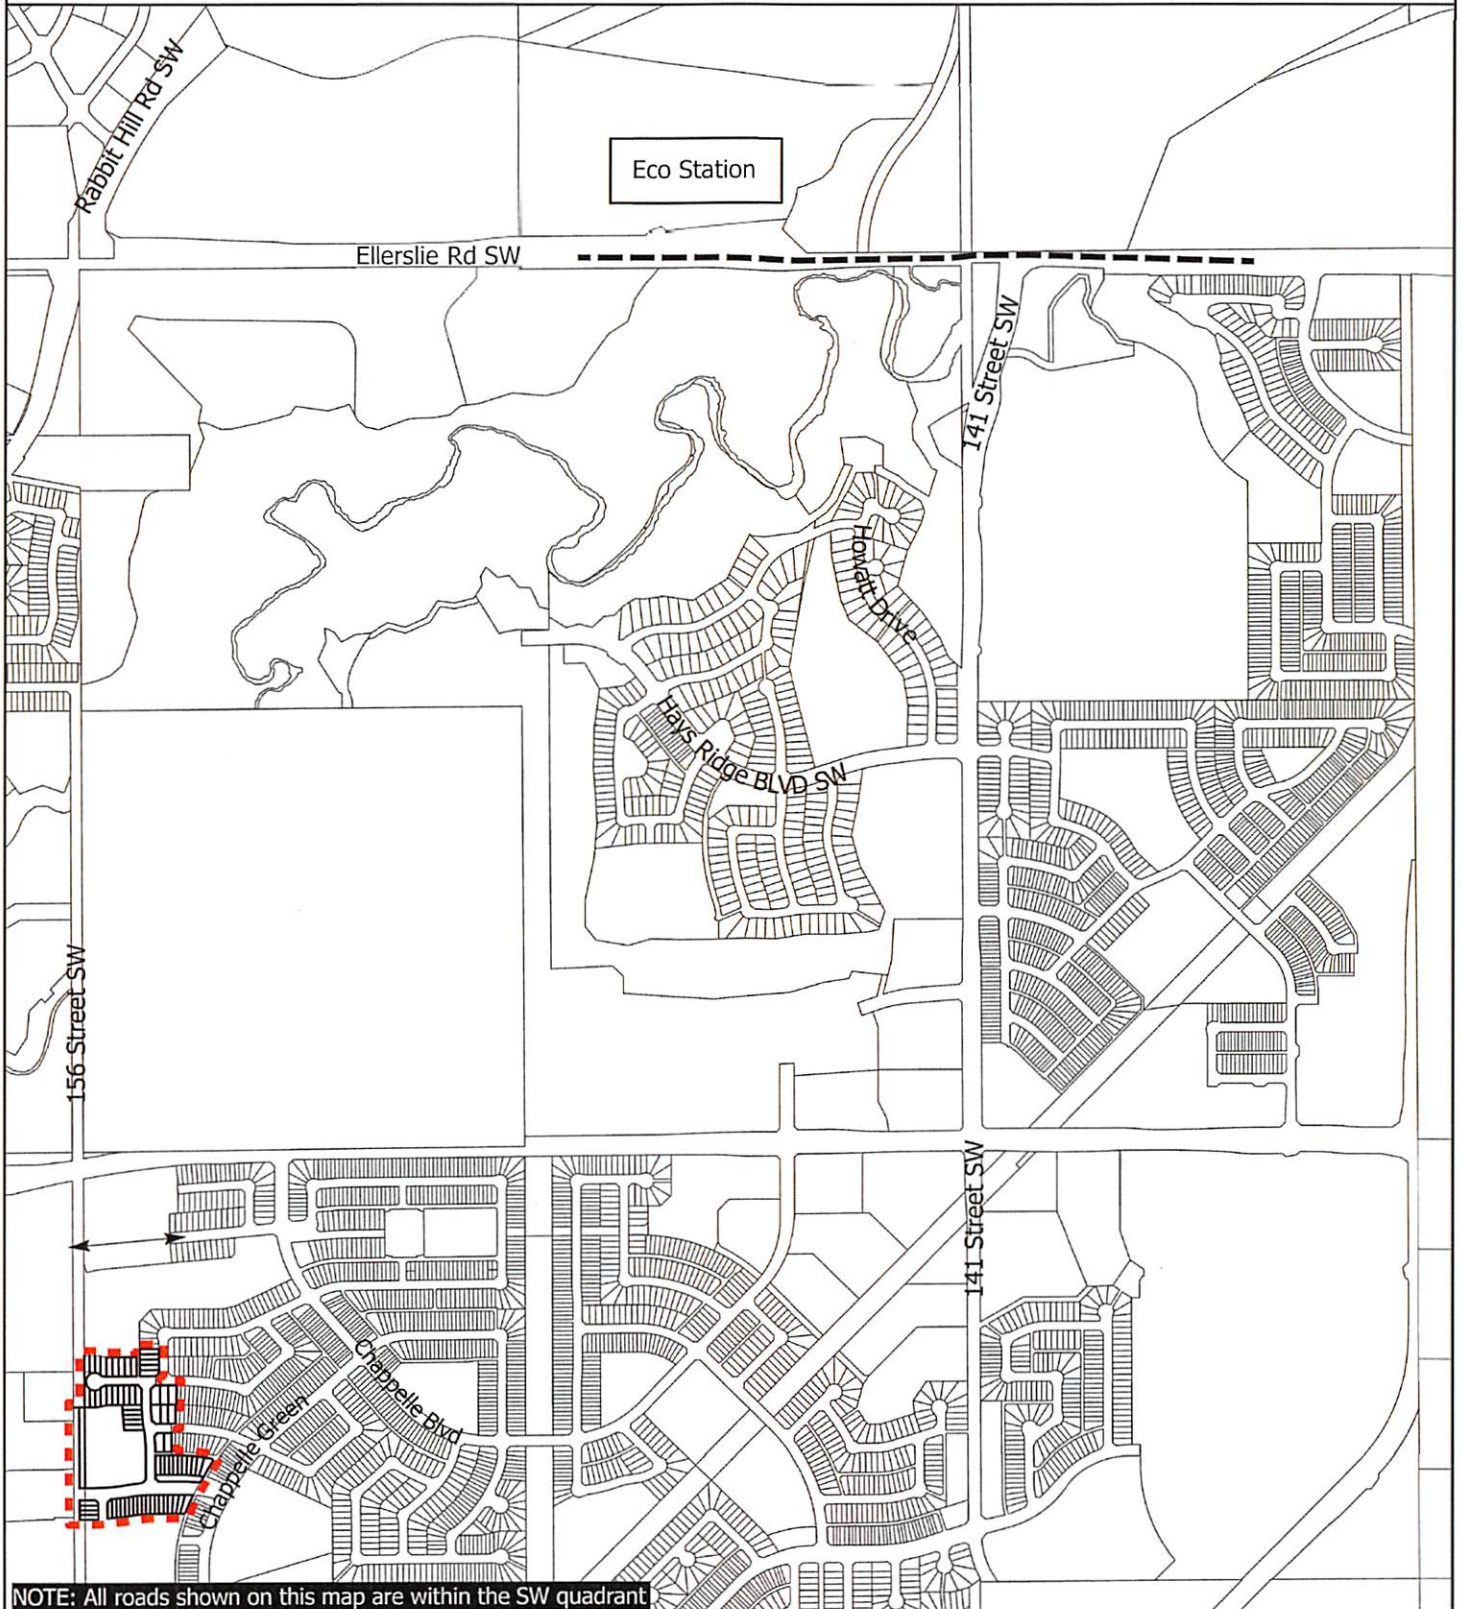 Rabbit Hill Rd SW
Eco Station
Ellerslie Rd SW
141 Street SW
Howatt Drive
Hays Ridge BLVD SW
156 Street SW
141 Street SW
Chappelle Blvd
Chappelle Green
NOTE: All roads shown on this map are within the SW quadrant